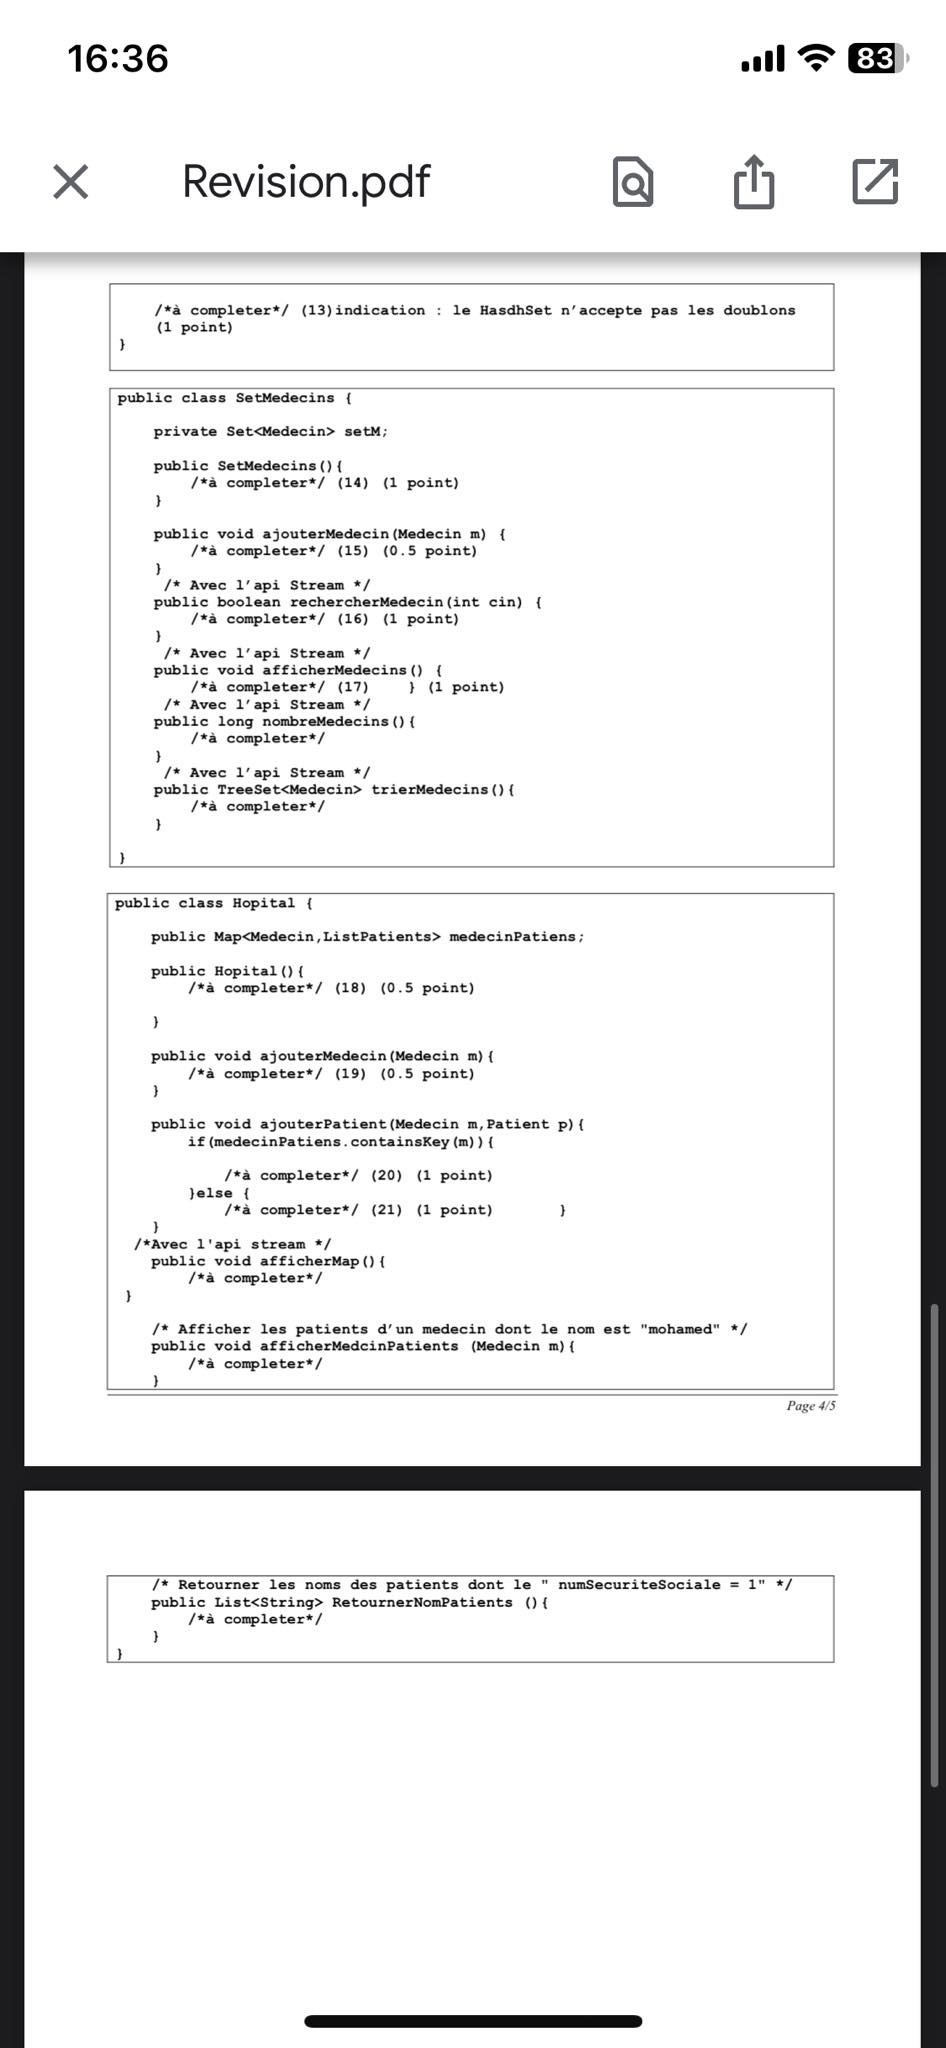 16:36
83
Revision.pdf
/*à completer*/ (13)indication : le HasdhSet n’accepte pas les doublons
(1 point)
}
public class SetMedecins {
private Set<Medecin> setM;
public SetMedecins(){
/*à completer*/ (14) (1 point)
}
public void ajouterMedecin(Medecin m) {
/*à completer*/ (15) (0.5 point)
}
/* Avec l’api Stream */
public boolean rechercherMedecin(int cin) {
/*à completer*/ (16) (1 point)
}
/* Avec l’api Stream */
public void afficherMedecins() {
/*à completer*/ (17) } (1 point)
/* Avec l’api Stream */
public long nombreMedecins(){
/*à completer*/
}
/* Avec l’api Stream */
public TreeSet<Medecin> trierMedecins(){
/*à completer*/
}
}
public class Hopital {
public Map<Medecin,ListPatients> medecinPatiens;
public Hopital(){
/*à completer*/ (18) (0.5 point)
}
public void ajouterMedecin(Medecin m){
/*à completer*/ (19) (0.5 point)
}
public void ajouterPatient(Medecin m,Patient p){
if(medecinPatiens.containsKey(m)){
/*à completer*/ (20) (1 point)
}else {
/*à completer*/ (21) (1 point) }
}
/*Avec l'api stream */
public void afficherMap(){
/*à completer*/
}
/* Afficher les patients d’un medecin dont le nom est "mohamed" */
public void afficherMedcinPatients (Medecin m){
/*à completer*/
}
Page 4/5
/* Retourner les noms des patients dont le " numSecuriteSociale = 1" */
public List<String> RetournerNomPatients (){
/*à completer*/
}
}